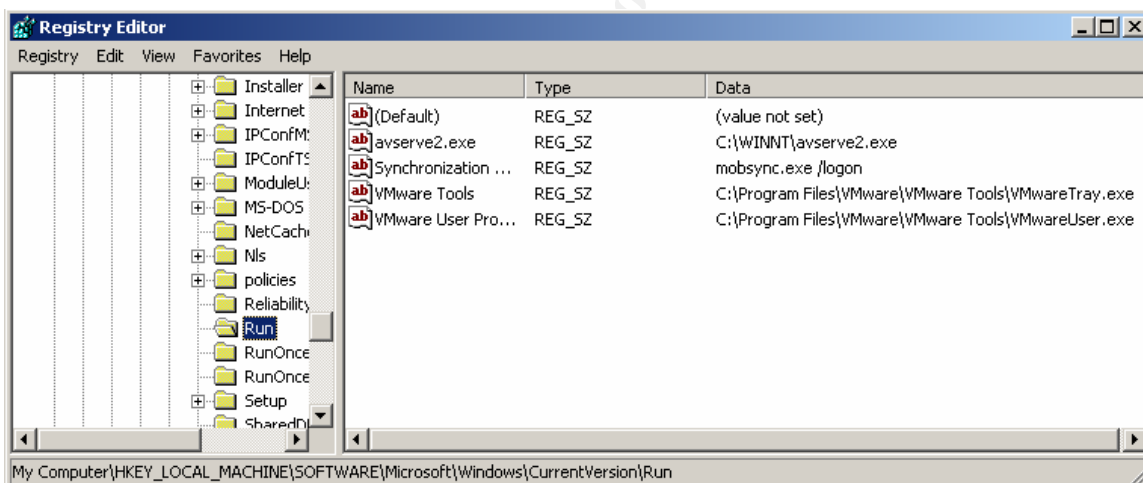 Registry Editor
Registry Edit View Favorites Help
Installer
Internet
IPConfM
IPConfTS
ModuleU
MS-DOS
NetCach
Nls
policies
Reliability
Run
RunOnce
RunOnce
Setup
SharedD
Name Type Data
(Default) REG_SZ (value not set)
avserve2.exe REG_SZ C:\WINNT\avserve2.exe
Synchronization ... REG_SZ mobsync.exe /logon
VMware Tools REG_SZ C:\Program Files\VMware\VMware Tools\VMwareTray.exe
VMware User Pro... REG_SZ C:\Program Files\VMware\VMware Tools\VMwareUser.exe
My Computer\HKEY_LOCAL_MACHINE\SOFTWARE\Microsoft\Windows\CurrentVersion\Run